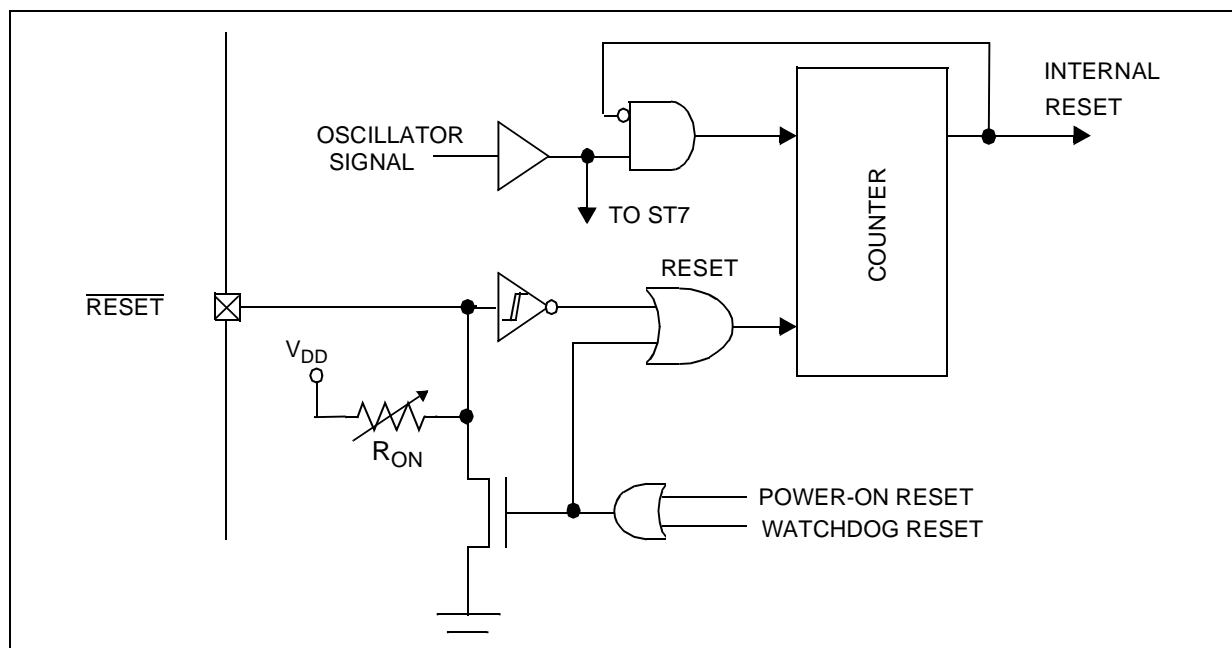 INTERNAL
RESET
OSCILLATOR
SIGNAL
TO ST7
COUNTER
RESET
RESET
VDD
RON
POWER-ON RESET
WATCHDOG RESET